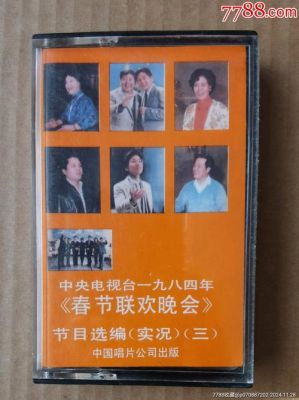 7788.com
中央电视台一九八四年
《春节联欢晚会》
节目选编(实况)(三)
中国唱片公司出版